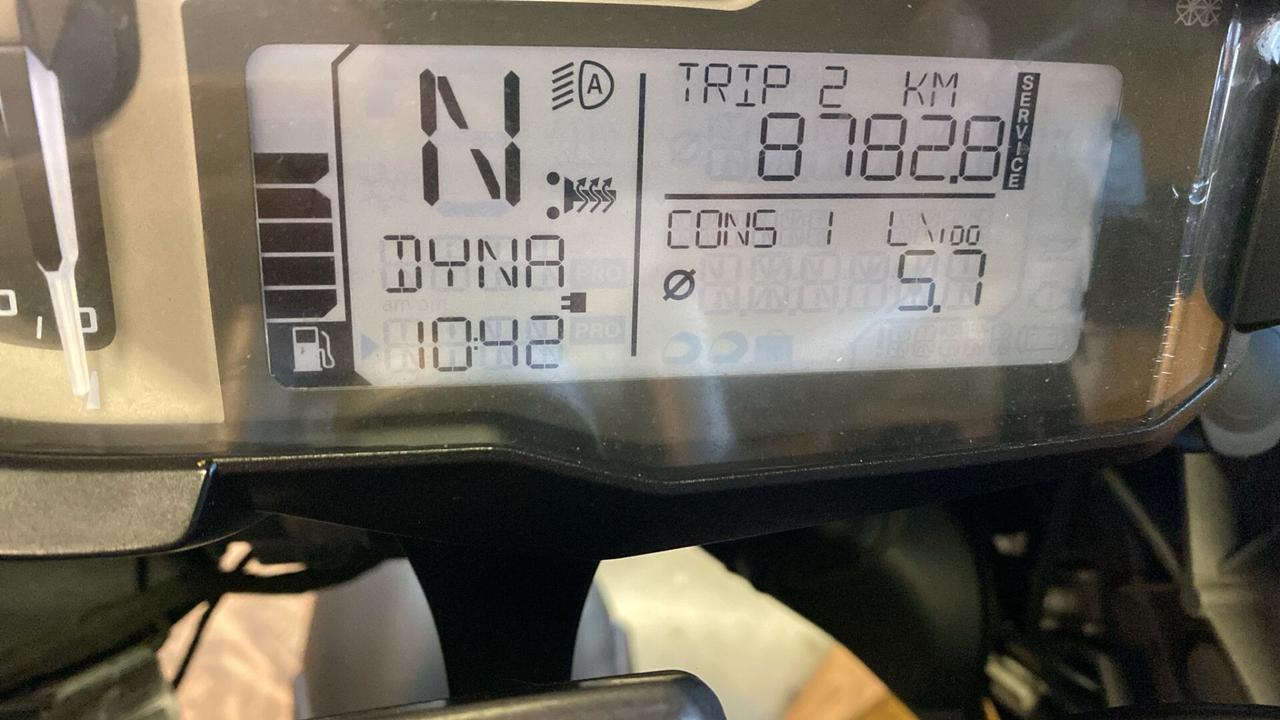 N A
TRIP 2 KM
8782.8
SERVICE
DYNA
CONS 1 L\100
Ø 5.7
10:42